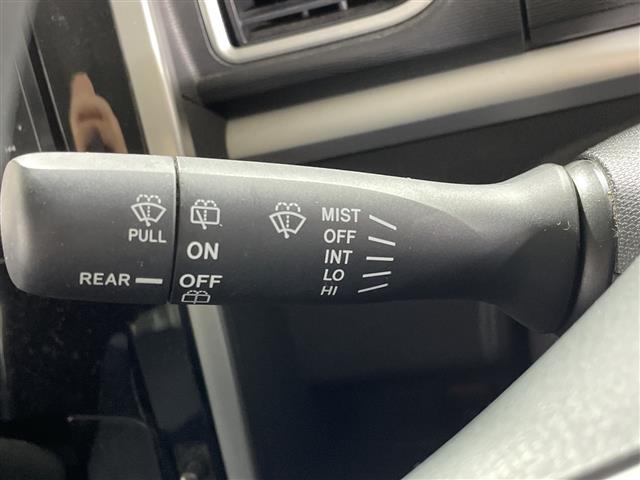 PULL
REAR
ON
OFF
MIST
OFF
INT
LO
HI